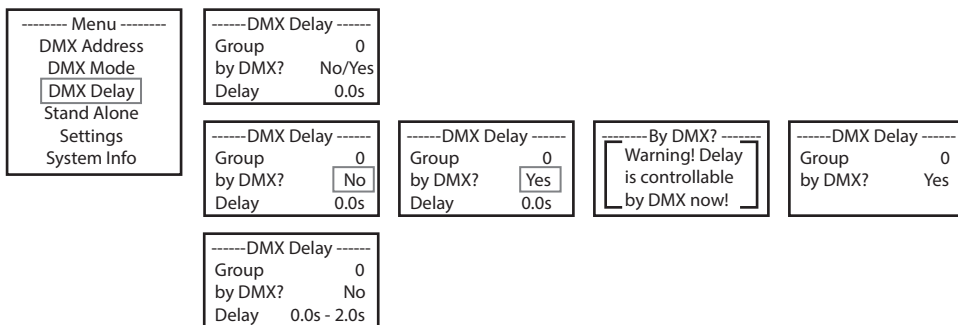 -------- Menu --------
DMX Address
DMX Mode
DMX Delay
Stand Alone
Settings
System Info
------DMX Delay ------
Group 0
by DMX? No/Yes
Delay 0.0s
------DMX Delay ------
Group 0
by DMX? No
Delay 0.0s
------DMX Delay ------
Group 0
by DMX? Yes
Delay 0.0s
--------By DMX? -------
Warning! Delay
is controllable
by DMX now!
------DMX Delay ------
Group 0
by DMX? Yes
------DMX Delay ------
Group 0
by DMX? No
Delay 0.0s - 2.0s